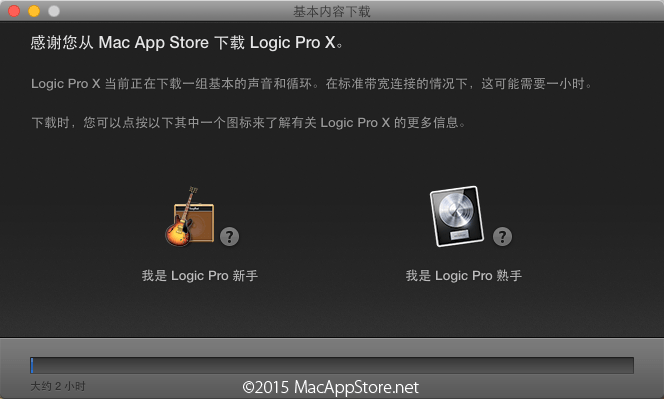 基本内容下载
感谢您从 Mac App Store 下载 Logic Pro X。
Logic Pro X 当前正在下载一组基本的声音和循环。在标准带宽连接的情况下，这可能需要一小时。
下载时，您可以点按以下其中一个图标来了解有关 Logic Pro X 的更多信息。
? ?
我是 Logic Pro 新手 我是 Logic Pro 熟手
大约 2 小时
©2015 MacAppStore.net